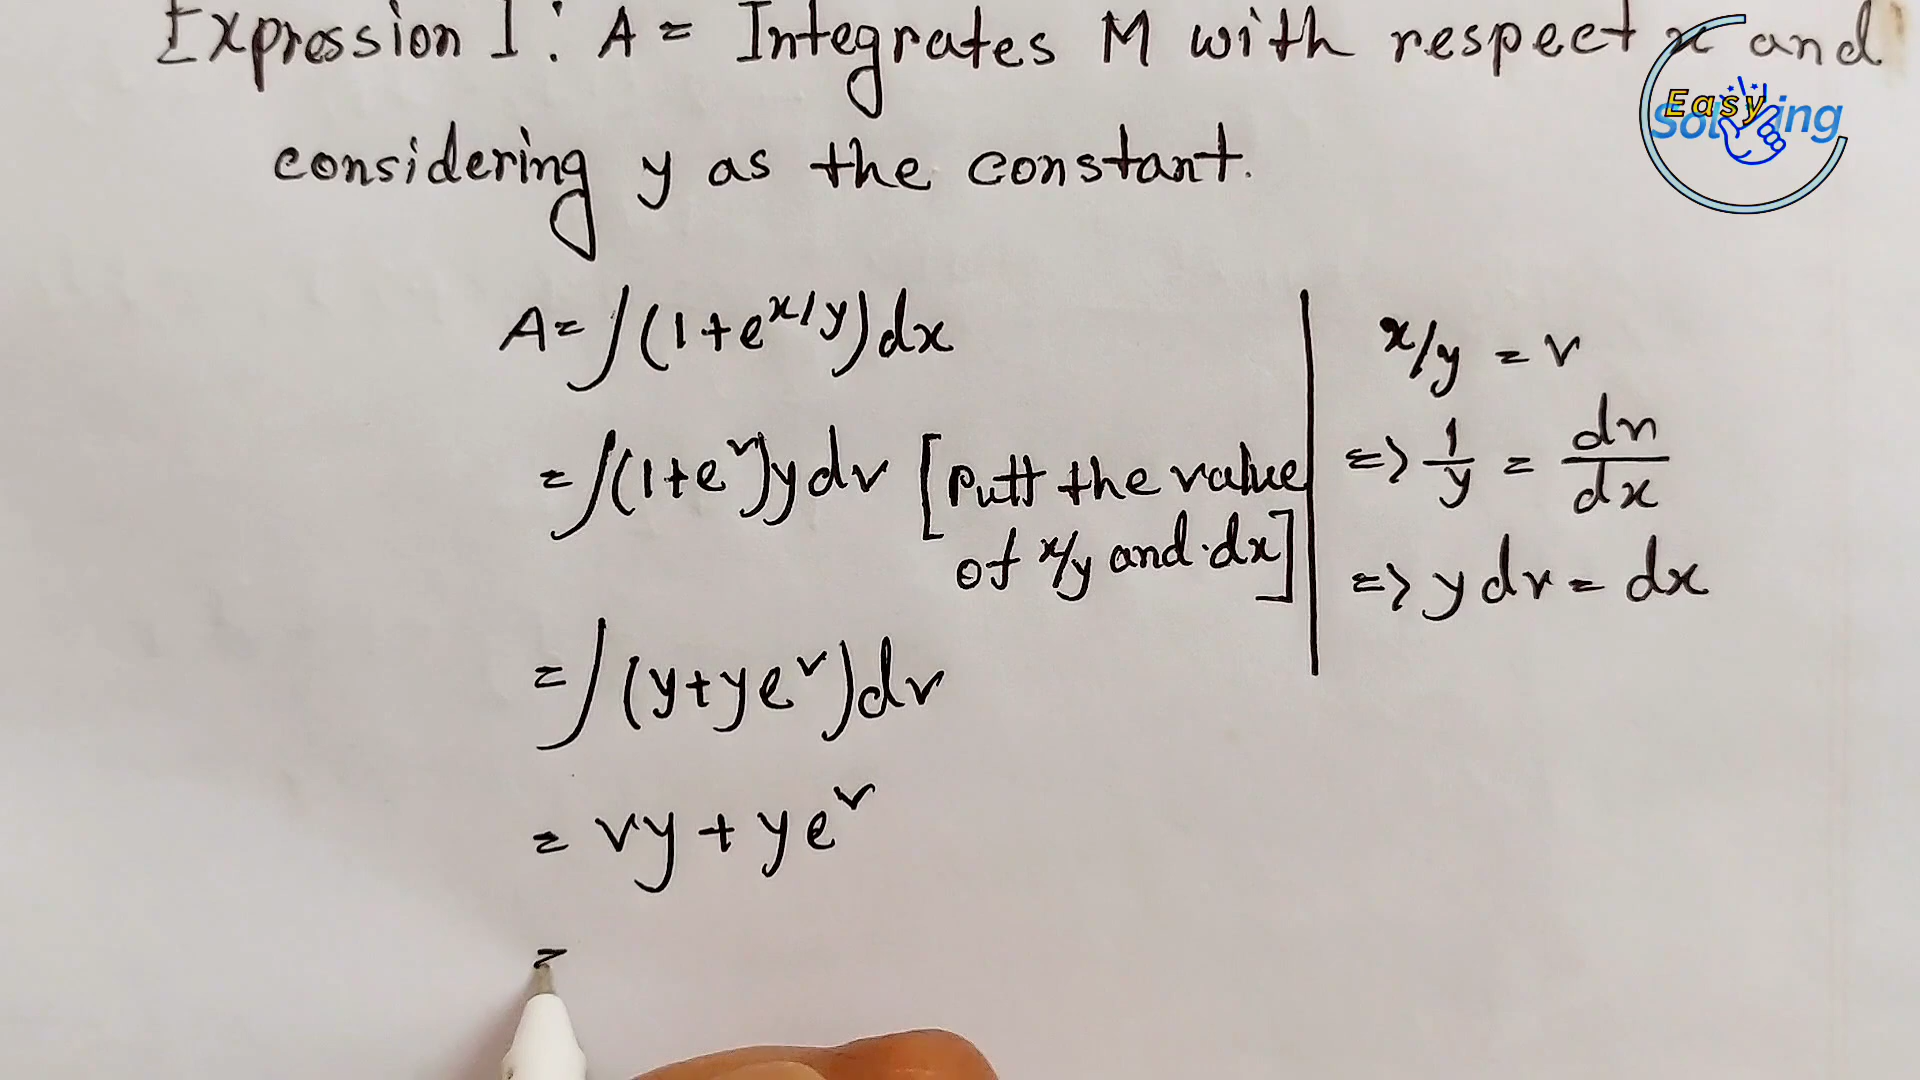 Expression I: A = Integrates M with respect x and
considering y as the constant.
Easy
Solving
A = ∫(1+e^{x/y})dx
= ∫(1+e^v)ydv [Putt the value
of x/y and dx]
= ∫(y+ye^v)dv
= vy + ye^v
=
x/y = v
=> 1/y = dv/dx
=> y dv = dx